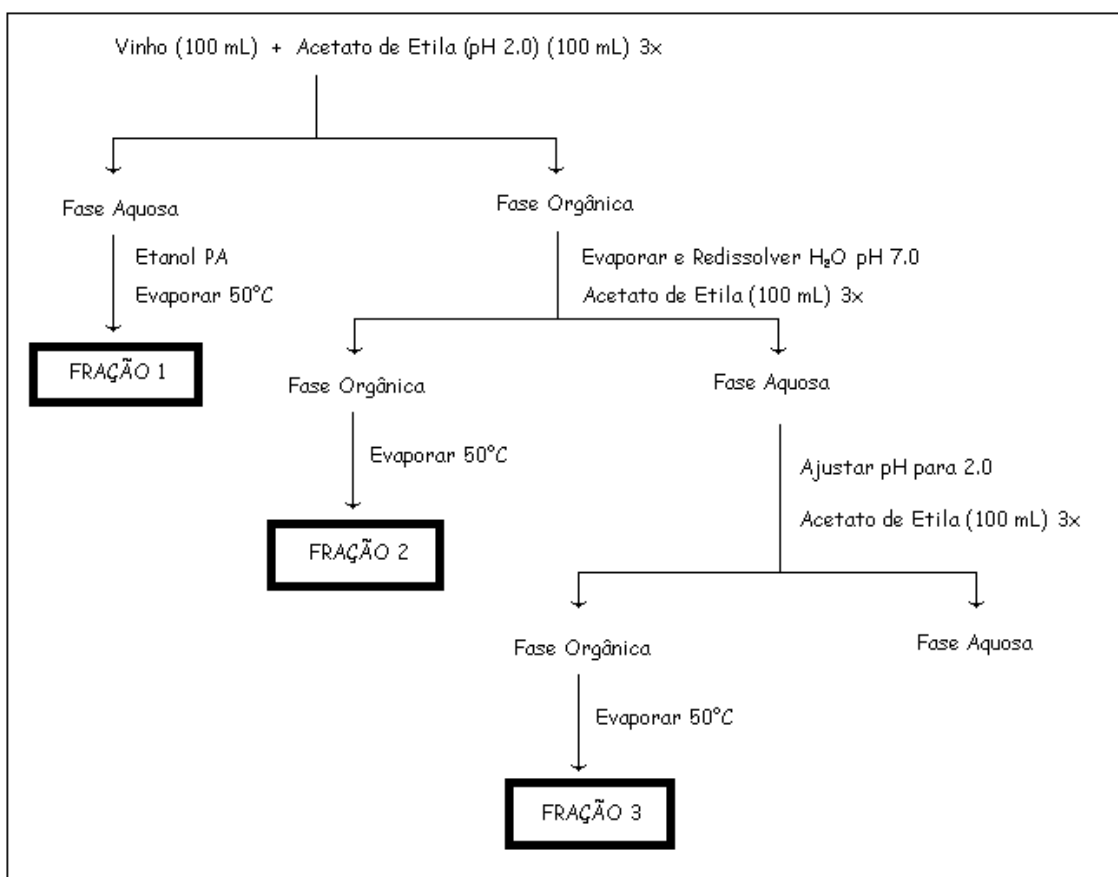 Vinho (100 mL) + Acetato de Etila (pH 2.0) (100 mL) 3x
Fase Aquosa
Fase Orgânica
Etanol PA
Evaporar 50°C
Evaporar e Redissolver H₂O pH 7.0
Acetato de Etila (100 mL) 3x
FRAÇÃO 1
Fase Orgânica
Fase Aquosa
Evaporar 50°C
Ajustar pH para 2.0
Acetato de Etila (100 mL) 3x
FRAÇÃO 2
Fase Orgânica
Fase Aquosa
Evaporar 50°C
FRAÇÃO 3